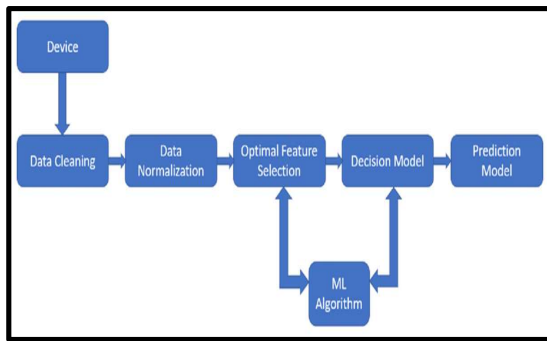 Device
Data Cleaning
Data
Normalization
Optimal Feature
Selection
Decision Model
Prediction
Model
ML
Algorithm